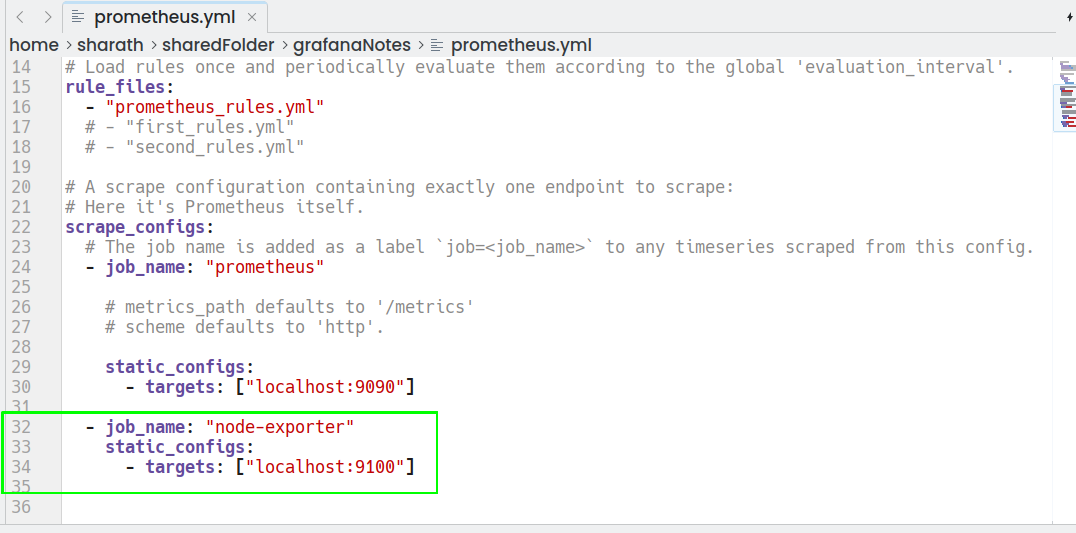 prometheus.yml
home > sharath > sharedFolder > grafanaNotes > prometheus.yml
14 # Load rules once and periodically evaluate them according to the global 'evaluation_interval'.
15 rule_files:
16   - "prometheus_rules.yml"
17   # - "first_rules.yml"
18   # - "second_rules.yml"
19
20 # A scrape configuration containing exactly one endpoint to scrape:
21 # Here it's Prometheus itself.
22 scrape_configs:
23   # The job name is added as a label `job=<job_name>` to any timeseries scraped from this config.
24   - job_name: "prometheus"
25
26     # metrics_path defaults to '/metrics'
27     # scheme defaults to 'http'.
28
29     static_configs:
30       - targets: ["localhost:9090"]
31
32   - job_name: "node-exporter"
33     static_configs:
34       - targets: ["localhost:9100"]
35
36